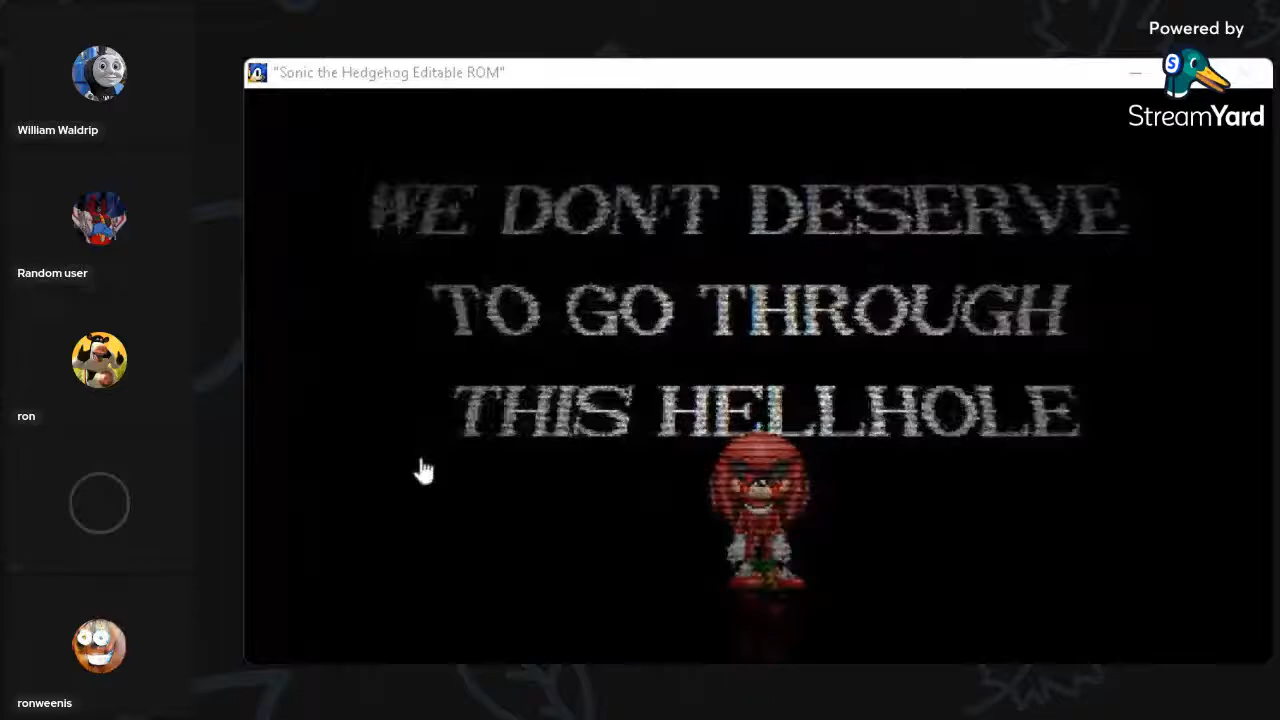 Powered by
StreamYard
"Sonic the Hedgehog Editable ROM"
William Waldrip
Random user
ron
ronweenis
WE DONT DESERVE
TO GO THROUGH
THIS HELLHOLE